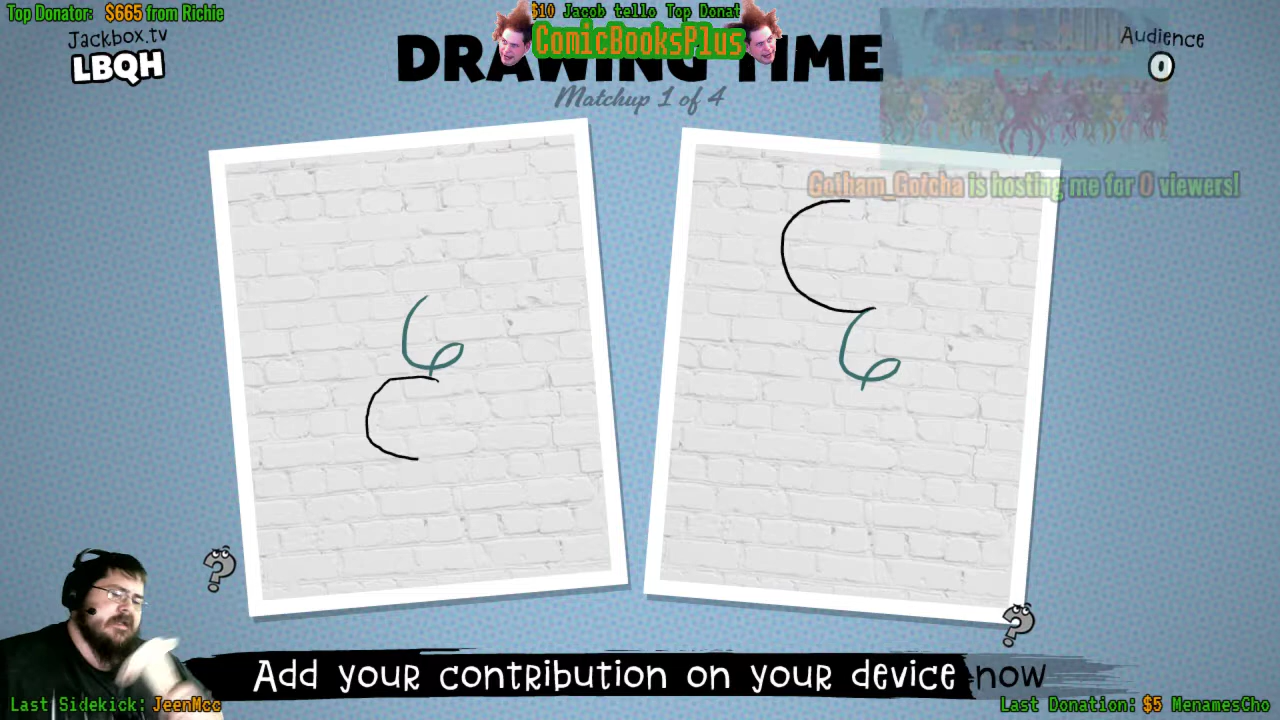 Top Donator: $665 from Richie
$10 Jacob tello Top Donat
Jackbox.tv
LBQH
ComicBooksPlus
DRAWING TIME
Matchup 1 of 4
Audience
0
Gotham_Gotcha is hosting me for 0 viewers!
Add your contribution on your device now
Last Sidekick: JeenMcc
Last Donation: $5 MenamesCho